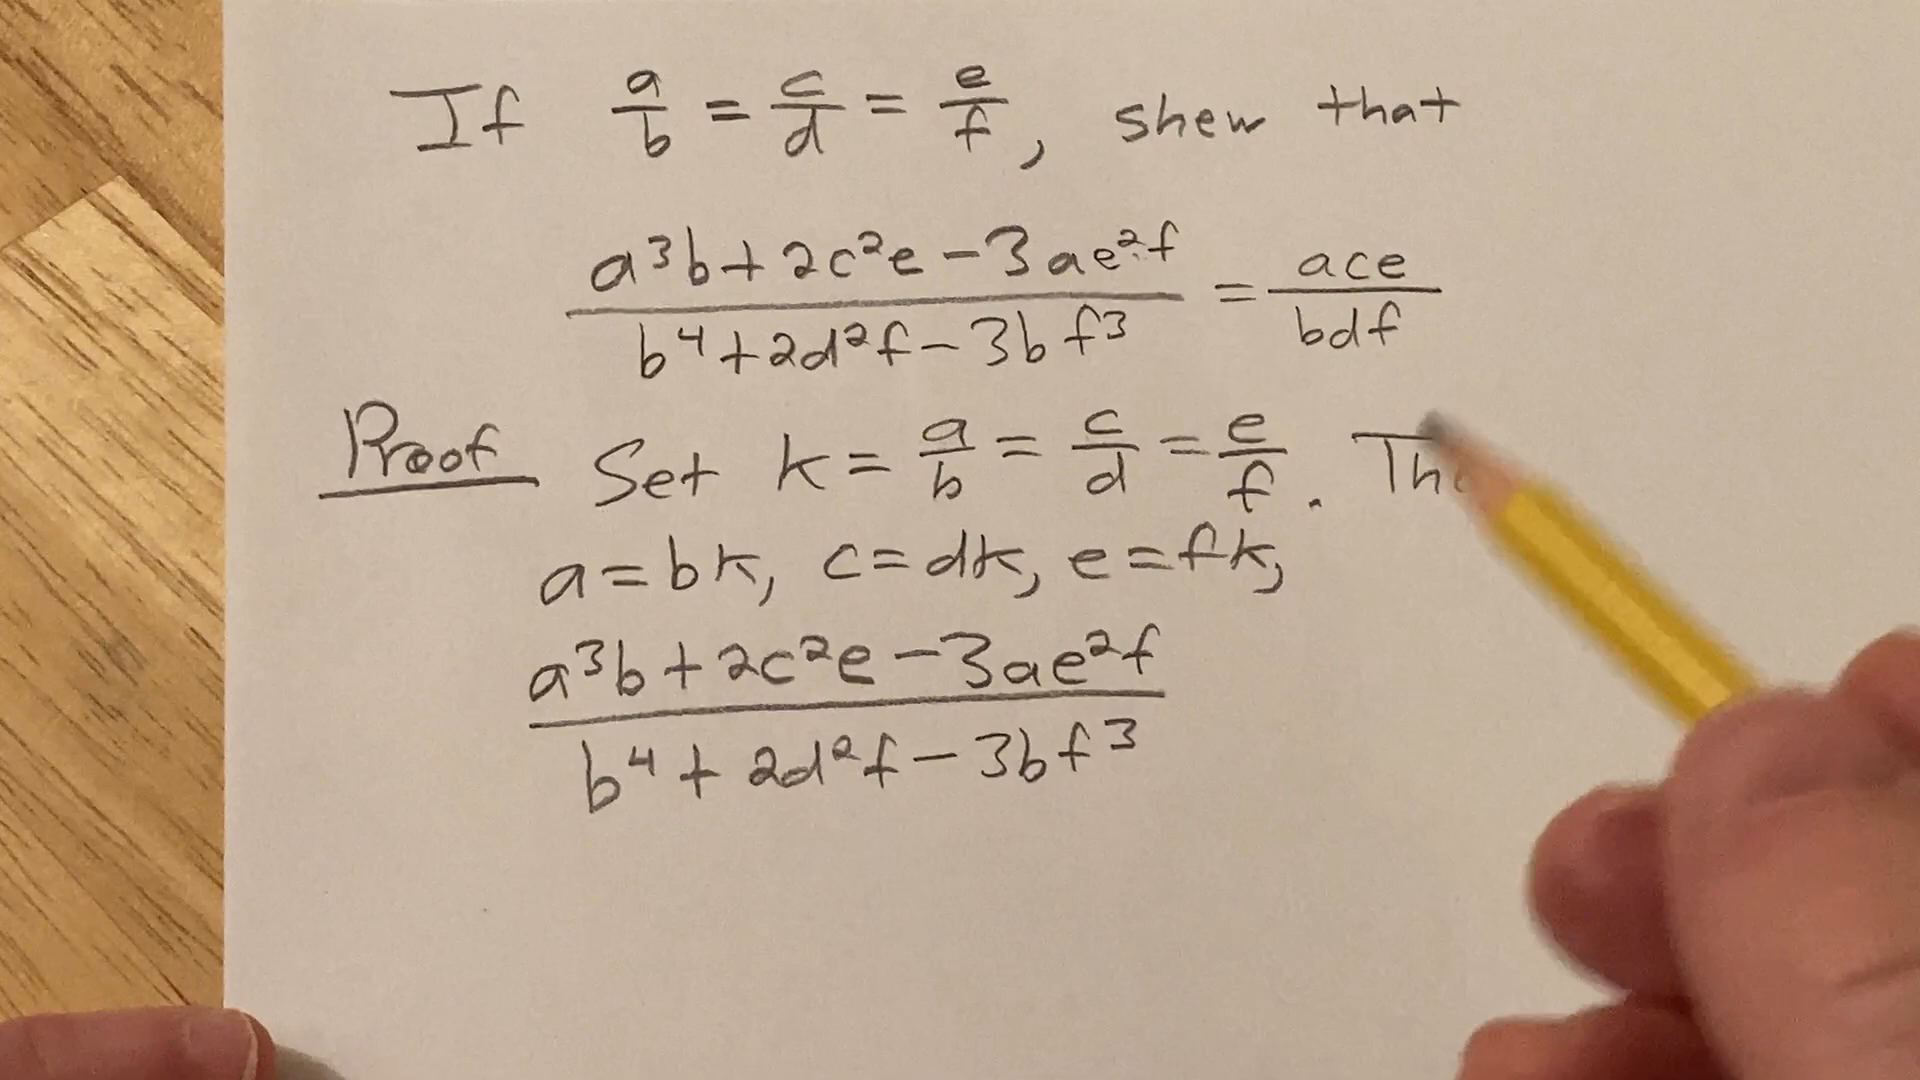 If a/b = c/d = e/f, shew that
(a³b + 2c²e − 3ae²f)/(b⁴ + 2d²f − 3bf³) = ace/bdf
Proof Set k = a/b = c/d = e/f.
a = bk, c = dk, e = fk,
(a³b + 2c²e − 3ae²f)/(b⁴ + 2d²f − 3bf³)